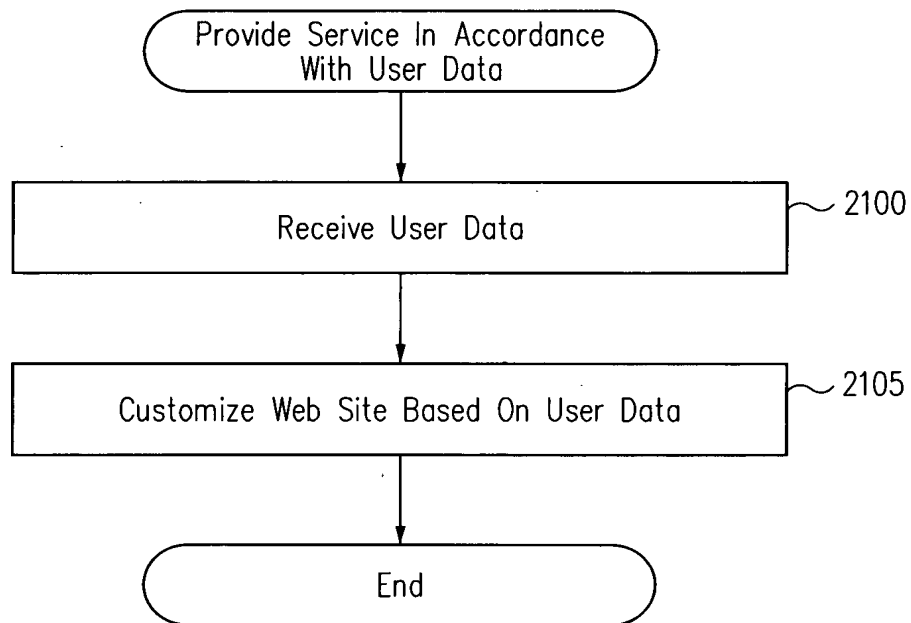 Provide Service In Accordance
With User Data
Receive User Data
2100
Customize Web Site Based On User Data
2105
End